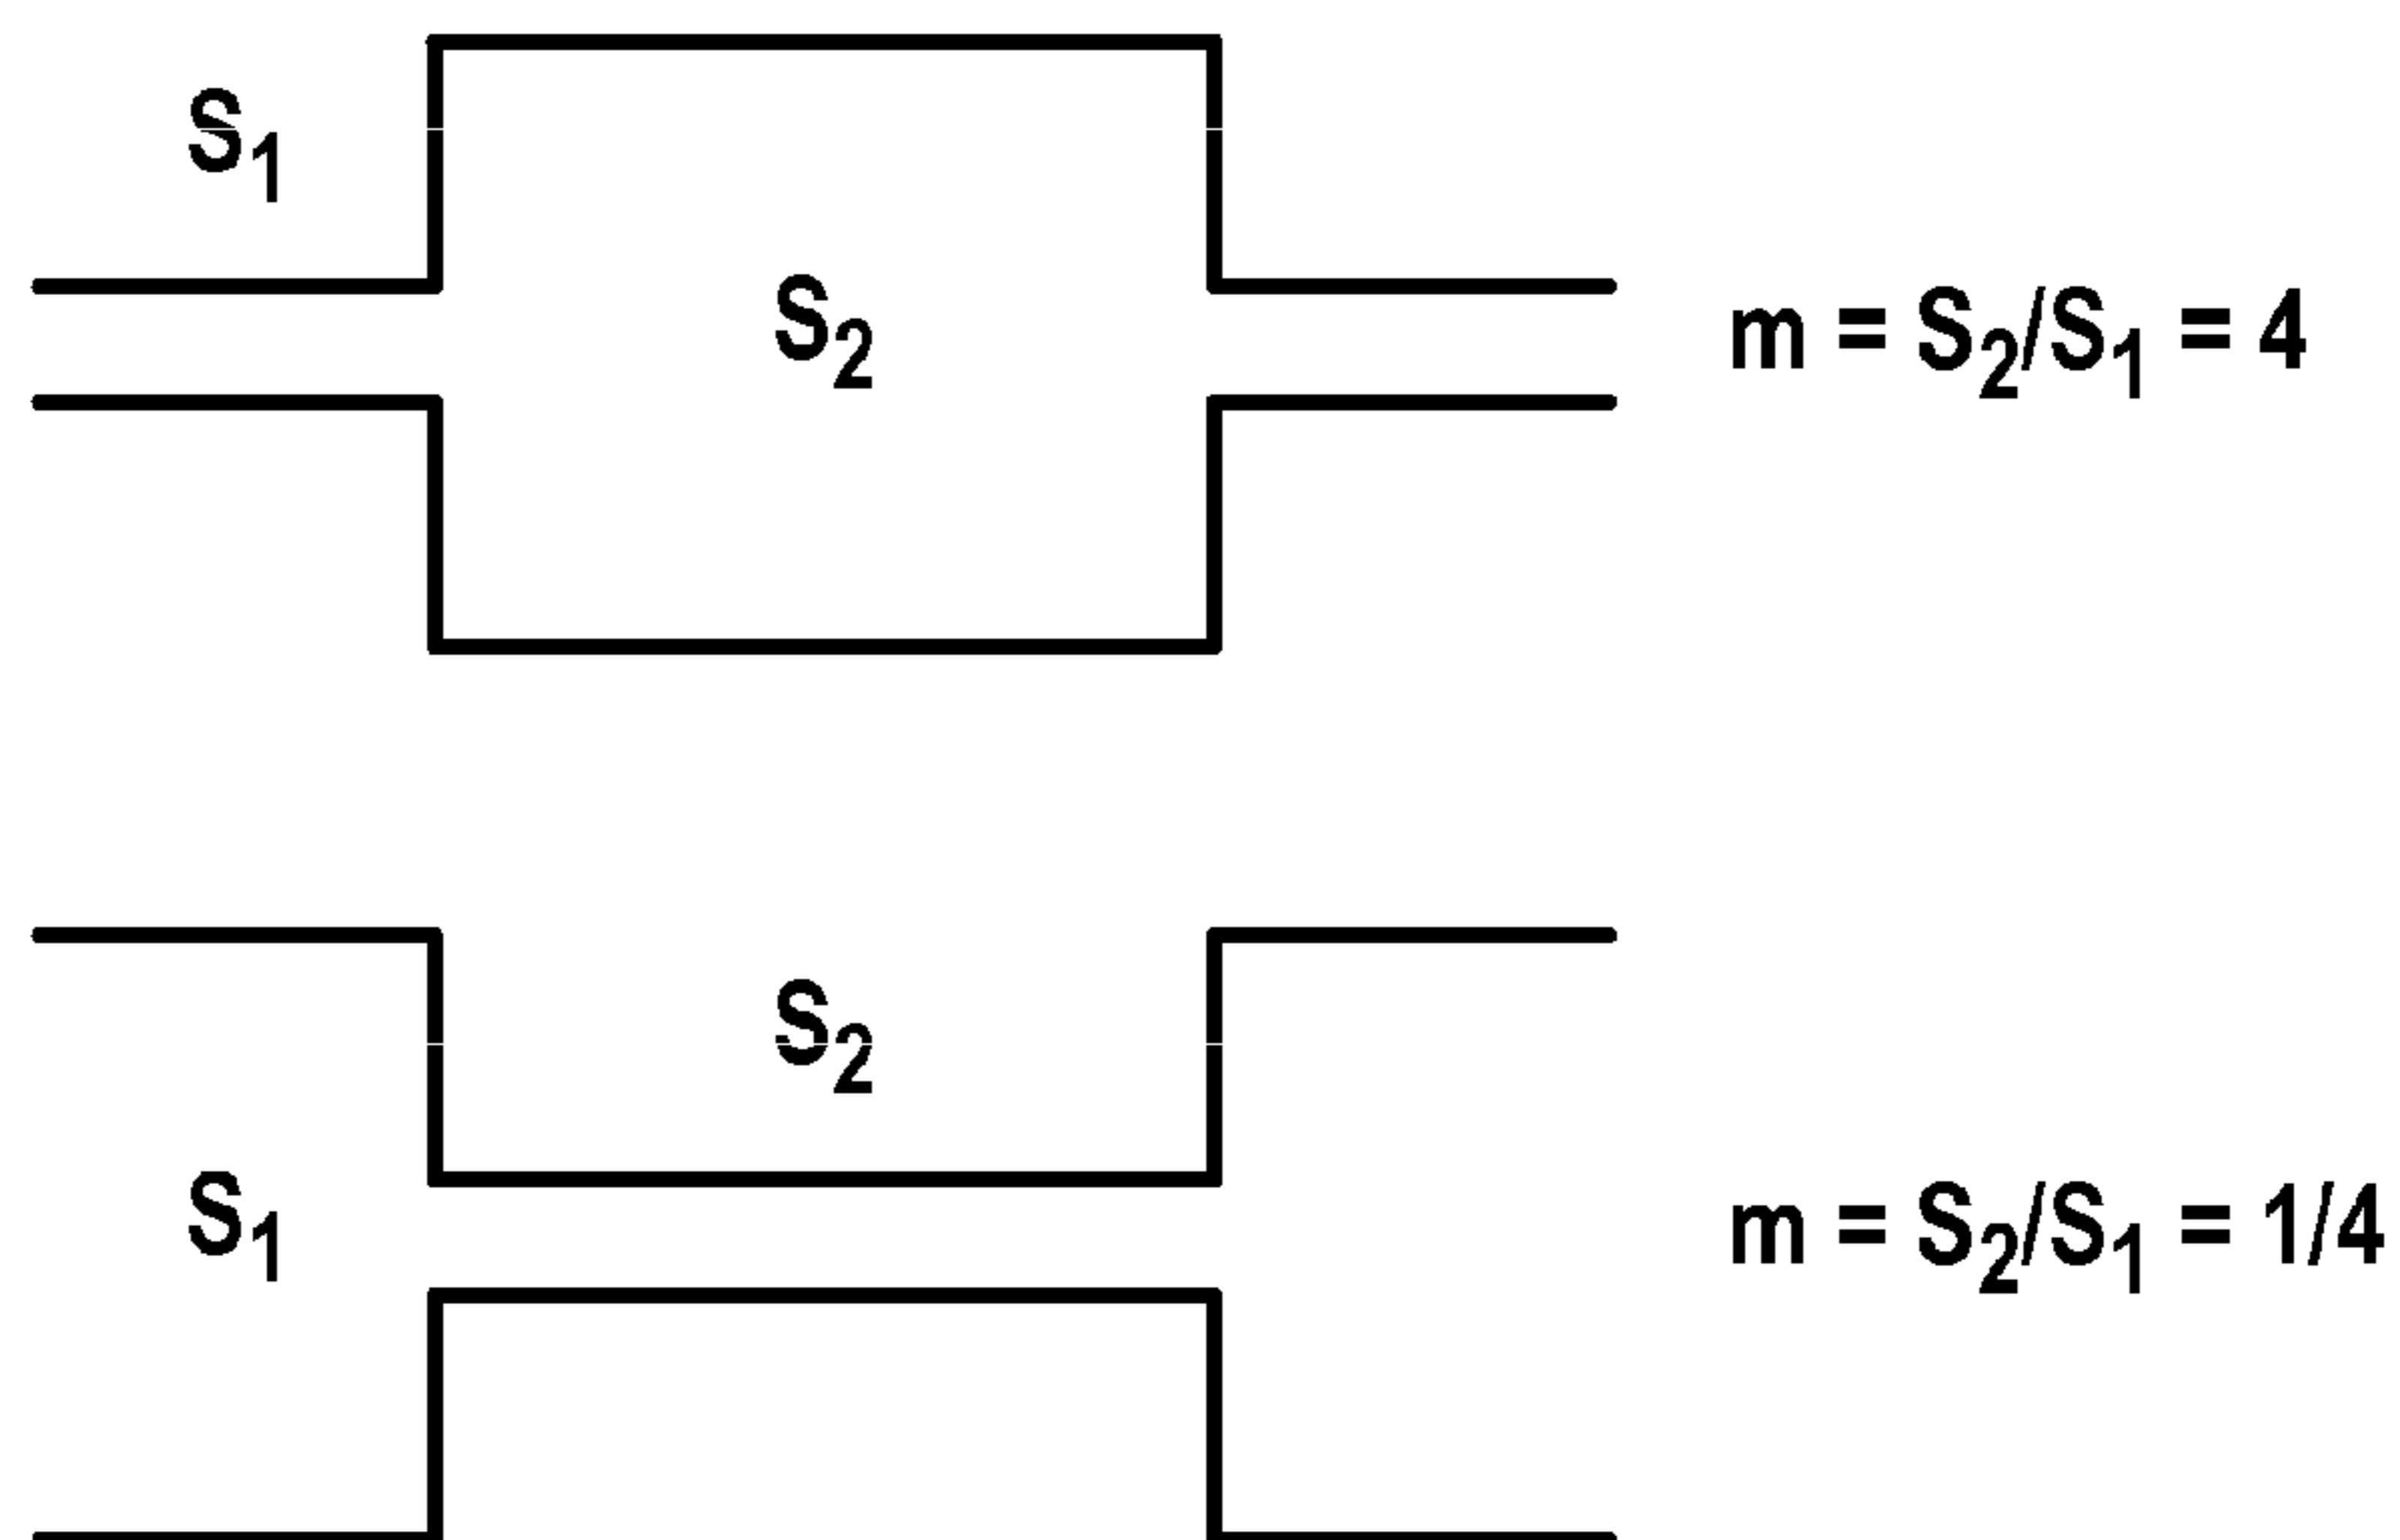 S₁
S₂
m = S₂/S₁ = 4
S₂
S₁
m = S₂/S₁ = 1/4